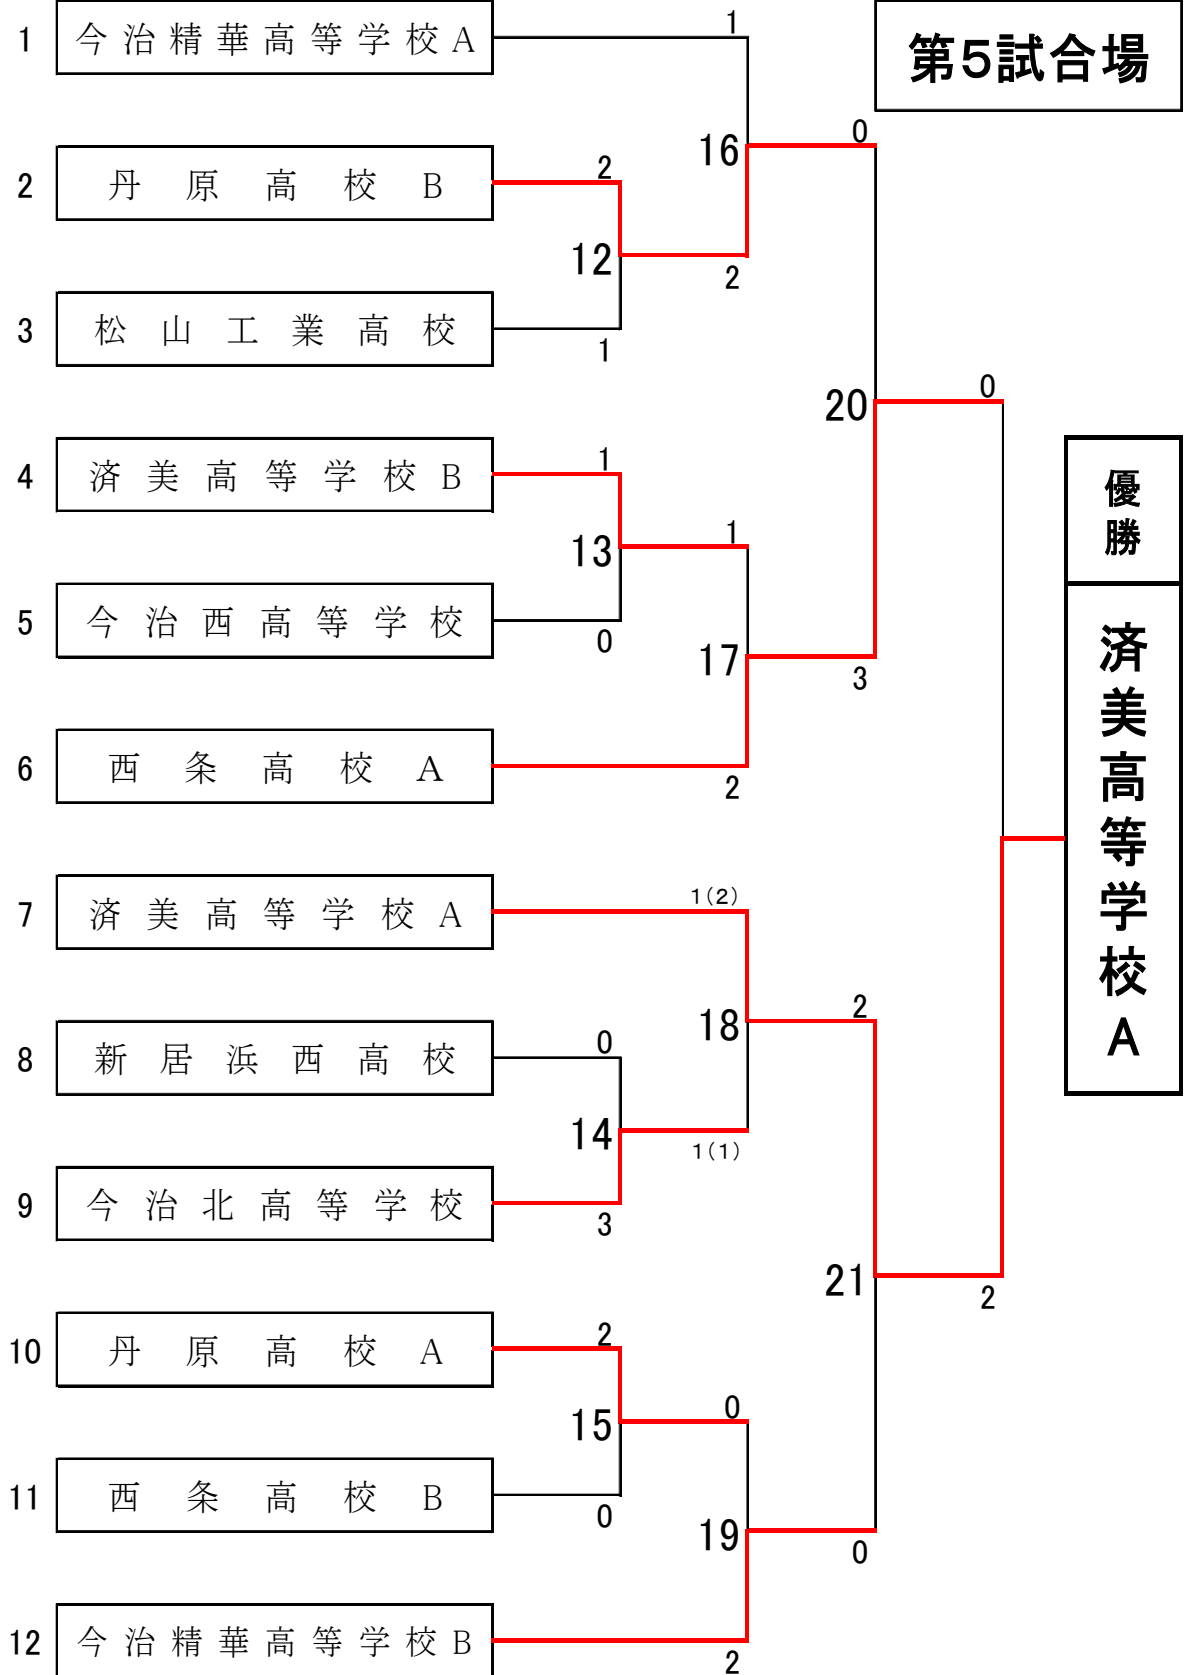 第5試合場
1 今治精華高等学校A
1
16
0
2 丹原高校B
2
12
2
3 松山工業高校
1
20
0
4 済美高等学校B
1
13
1
5 今治西高等学校
0
17
3
6 西条高校A
2
優勝
済美高等学校A
7 済美高等学校A
1(2)
18
2
8 新居浜西高校
0
14
1(1)
9 今治北高等学校
3
21
2
10 丹原高校A
2
15
0
11 西条高校B
0
19
0
12 今治精華高等学校B
2